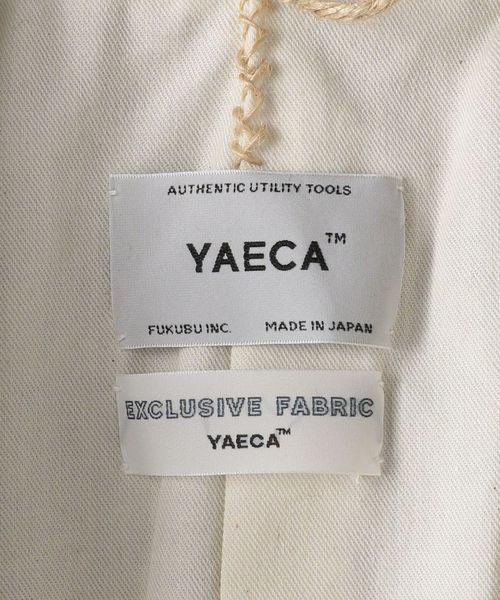 AUTHENTIC UTILITY TOOLS
YAECA™
FUKUBU INC. MADE IN JAPAN
EXCLUSIVE FABRIC
YAECA™